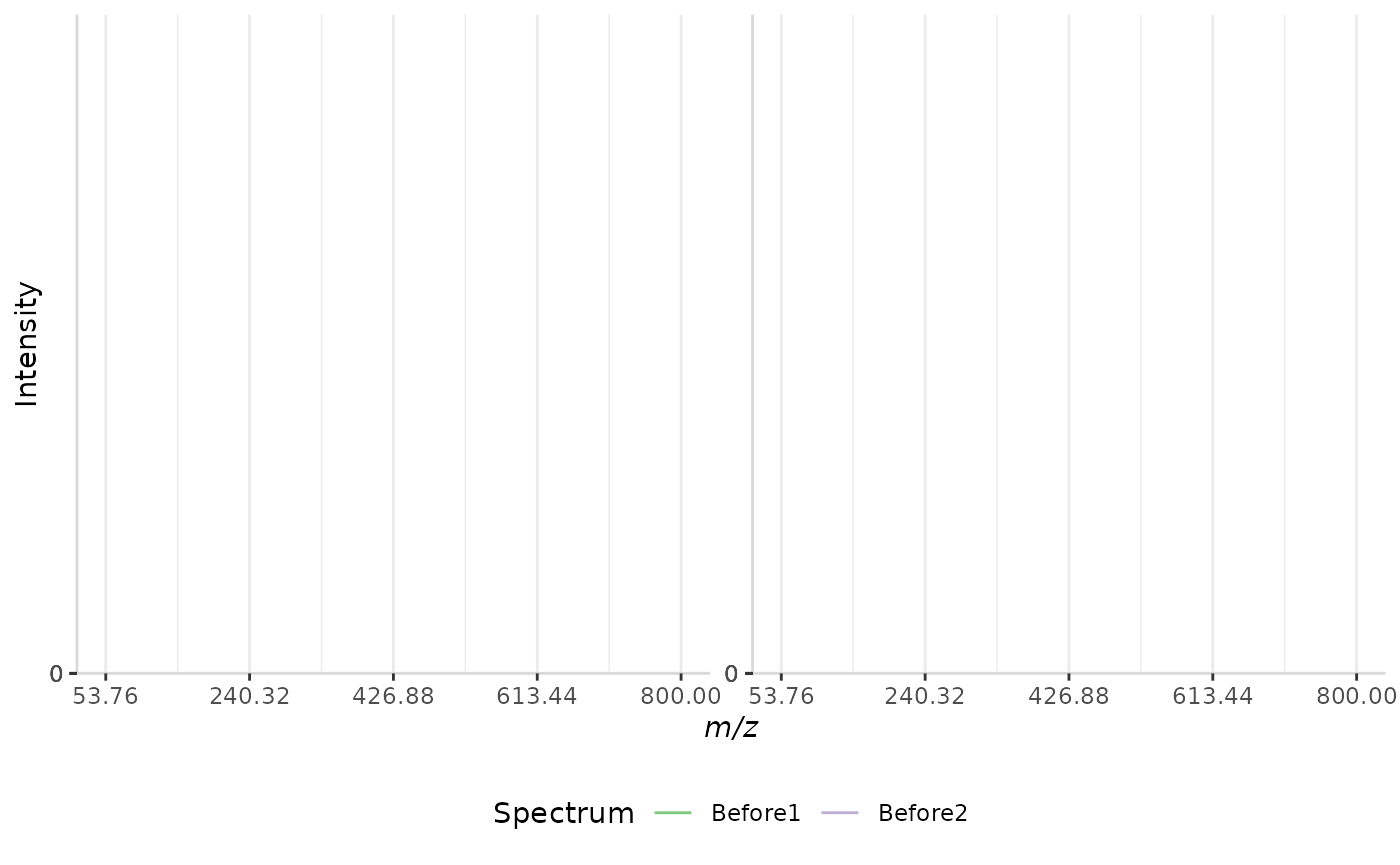 Intensity
0
0
53.76 240.32 426.88 613.44 800.00 53.76 240.32 426.88 613.44 800.00
m/z
Spectrum Before1 Before2